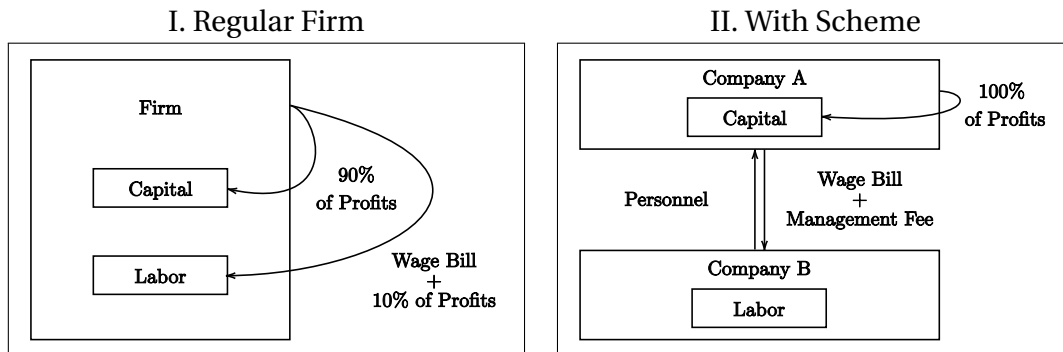 I. Regular Firm
Firm
Capital
90%
of Profits
Labor
Wage Bill
+
10% of Profits
II. With Scheme
Company A
Capital
100%
of Profits
Personnel
Wage Bill
+
Management Fee
Company B
Labor